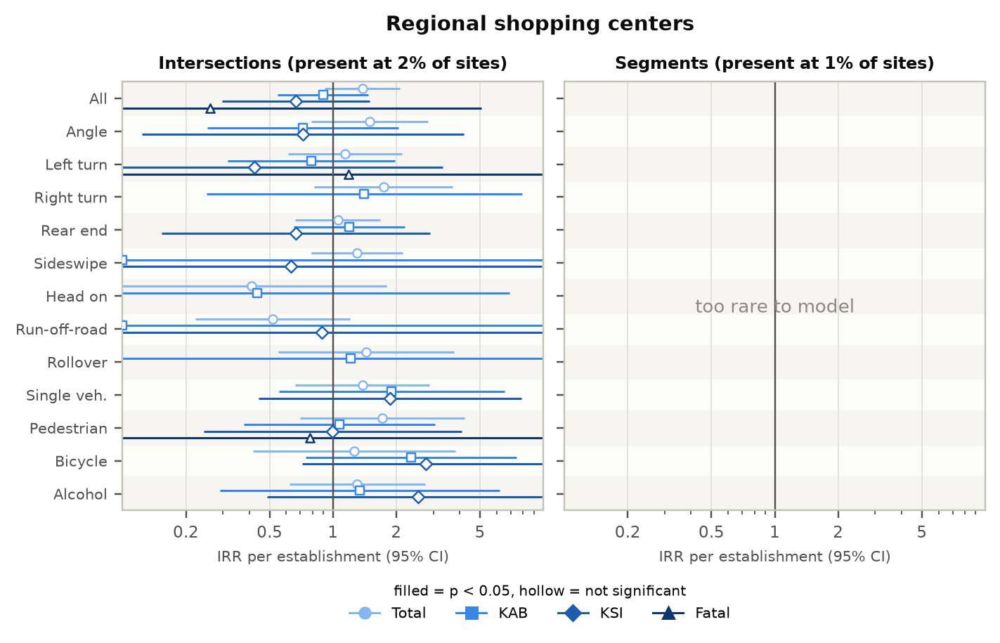 Regional shopping centers
Intersections (present at 2% of sites)
Segments (present at 1% of sites)
All
Angle
Left turn
Right turn
Rear end
Sideswipe
Head on
Run-off-road
Rollover
Single veh.
Pedestrian
Bicycle
Alcohol
too rare to model
0.2 0.5 1 2 5
0.2 0.5 1 2 5
IRR per establishment (95% CI)
IRR per establishment (95% CI)
filled = p < 0.05, hollow = not significant
Total KAB KSI Fatal